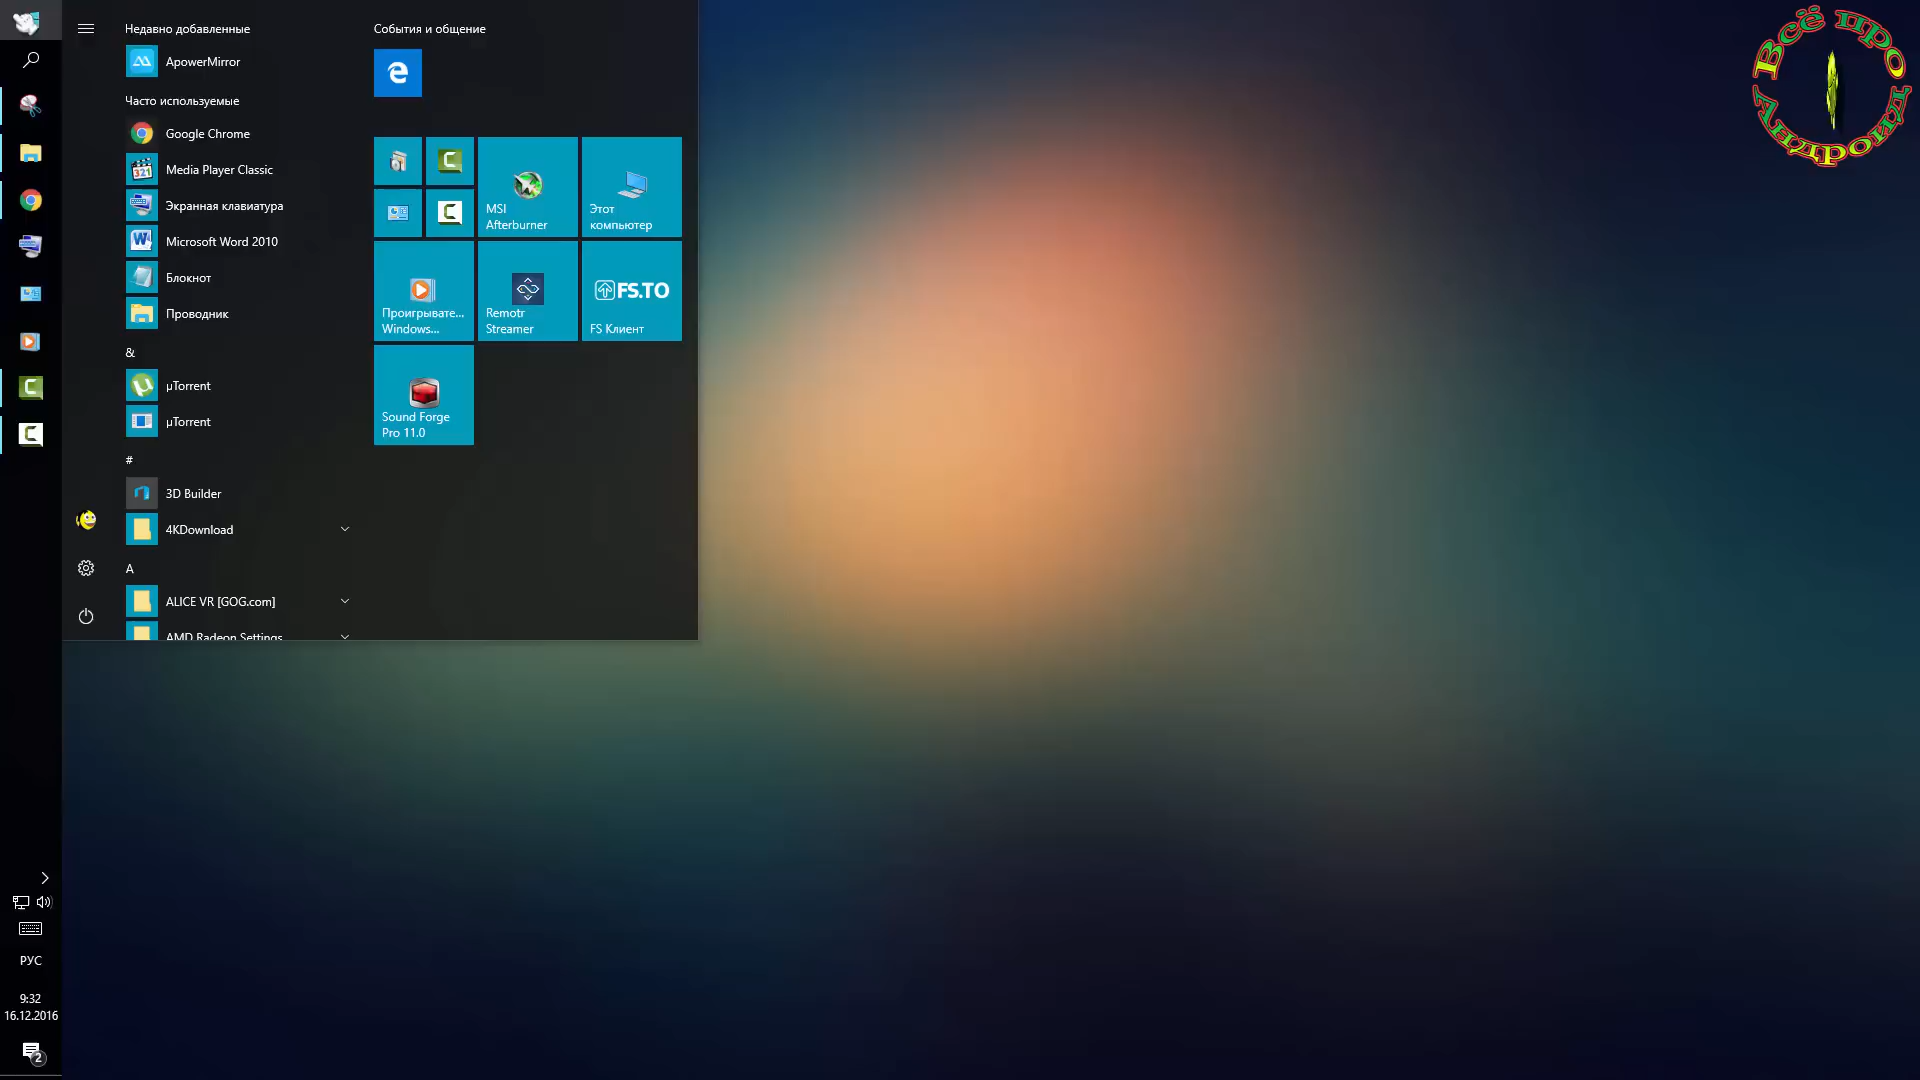 Недавно добавленные
ApowerMirror
Часто используемые
Google Chrome
Media Player Classic
Экранная клавиатура
Microsoft Word 2010
Блокнот
Проводник
&
µTorrent
µTorrent
#
3D Builder
4KDownload
A
ALICE VR [GOG.com]
AMD Radeon Settings
События и общение
MSI
Afterburner
Этот
компьютер
Проигрывате...
Windows...
Remotr
Streamer
FS.TO
FS Клиент
Sound Forge
Pro 11.0
РУС
9:32
16.12.2016
2
Всё про
Андройд